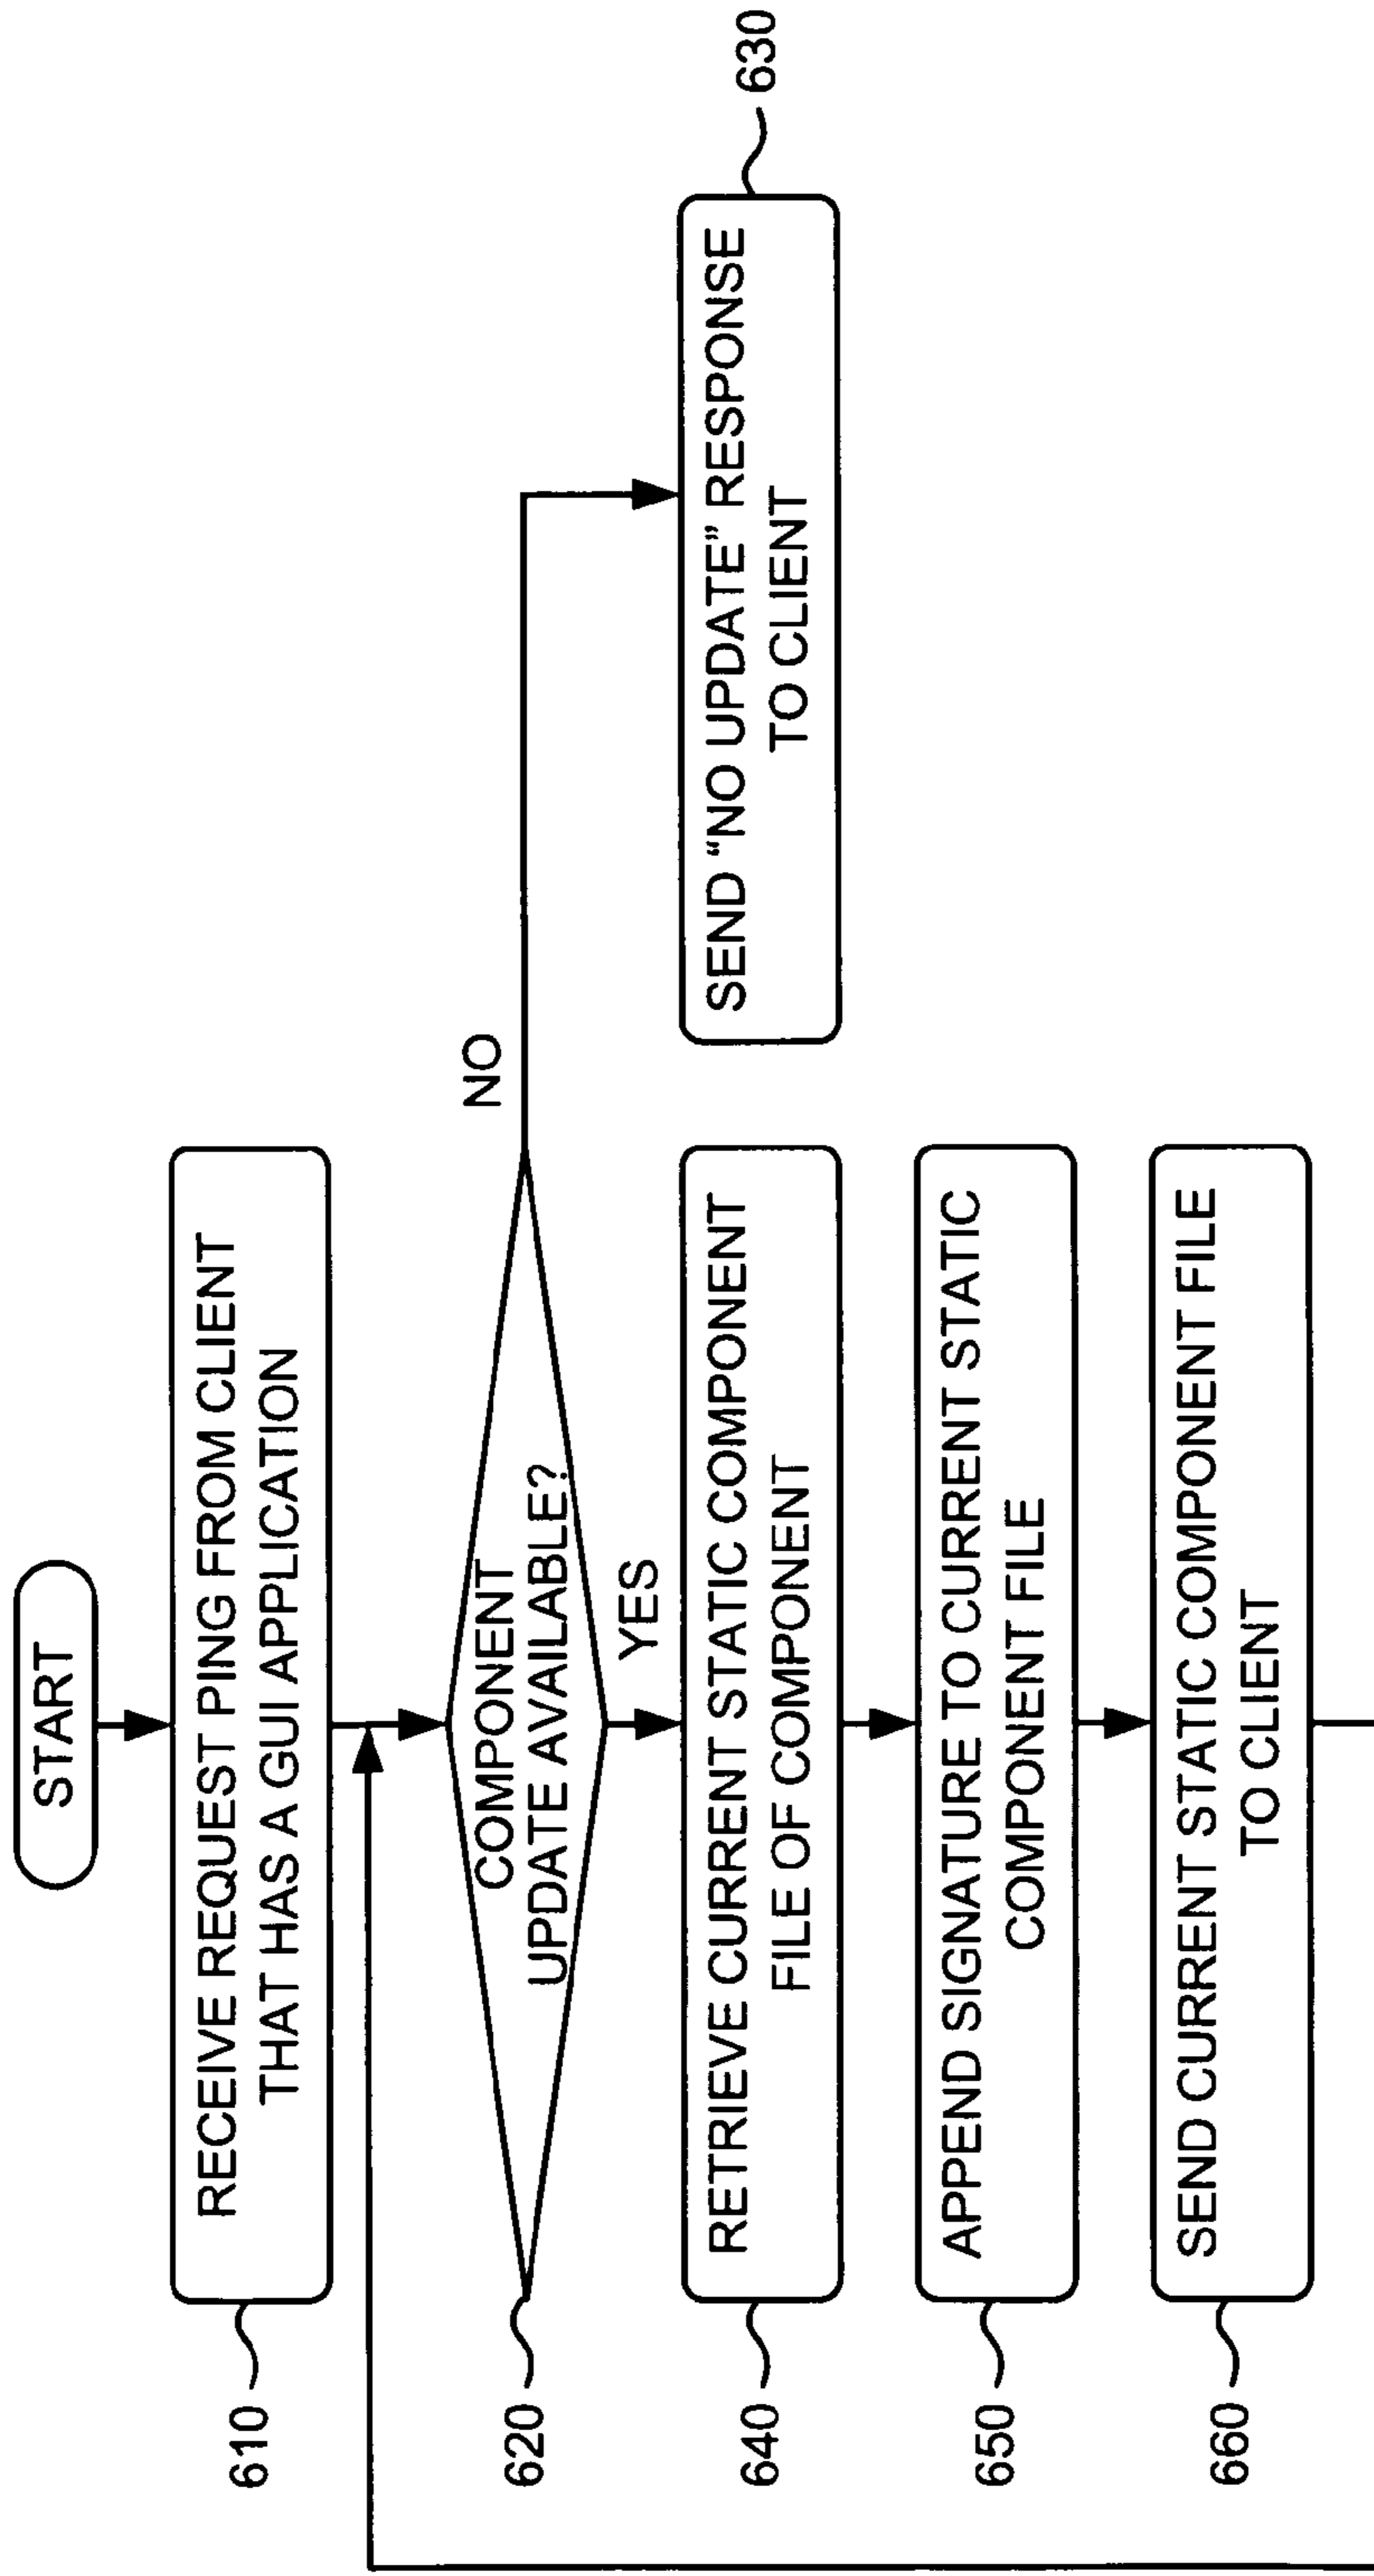 START
RECEIVE REQUEST PING FROM CLIENT
THAT HAS A GUI APPLICATION
610
COMPONENT
UPDATE AVAILABLE?
620
NO
YES
SEND “NO UPDATE” RESPONSE
TO CLIENT
630
RETRIEVE CURRENT STATIC COMPONENT
FILE OF COMPONENT
640
APPEND SIGNATURE TO CURRENT STATIC
COMPONENT FILE
650
SEND CURRENT STATIC COMPONENT FILE
TO CLIENT
660